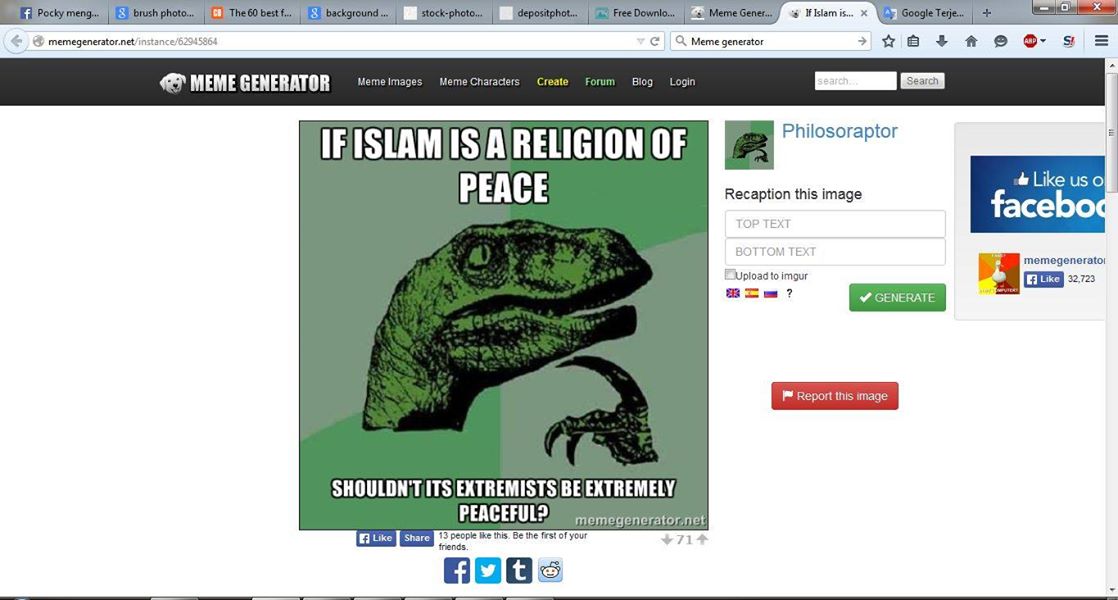 Pocky meng...
brush photo...
The 60 best f...
background ...
stock-photo...
depositphot...
Free Downlo...
Meme Gener...
If Islam is...
Google Terje...
memegenerator.net/instance/62945864
Meme generator
ABP
MEME GENERATOR
Meme Images
Meme Characters
Create
Forum
Blog
Login
search...
Search
IF ISLAM IS A RELIGION OF
PEACE
SHOULDN'T ITS EXTREMISTS BE EXTREMELY
PEACEFUL?
memegenerator.net
Like
Share
13 people like this. Be the first of your
friends.
71
Philosoraptor
Recaption this image
TOP TEXT
BOTTOM TEXT
Upload to imgur
?
GENERATE
Report this image
Like us o
faceboo
memegenerator
Like
32,723